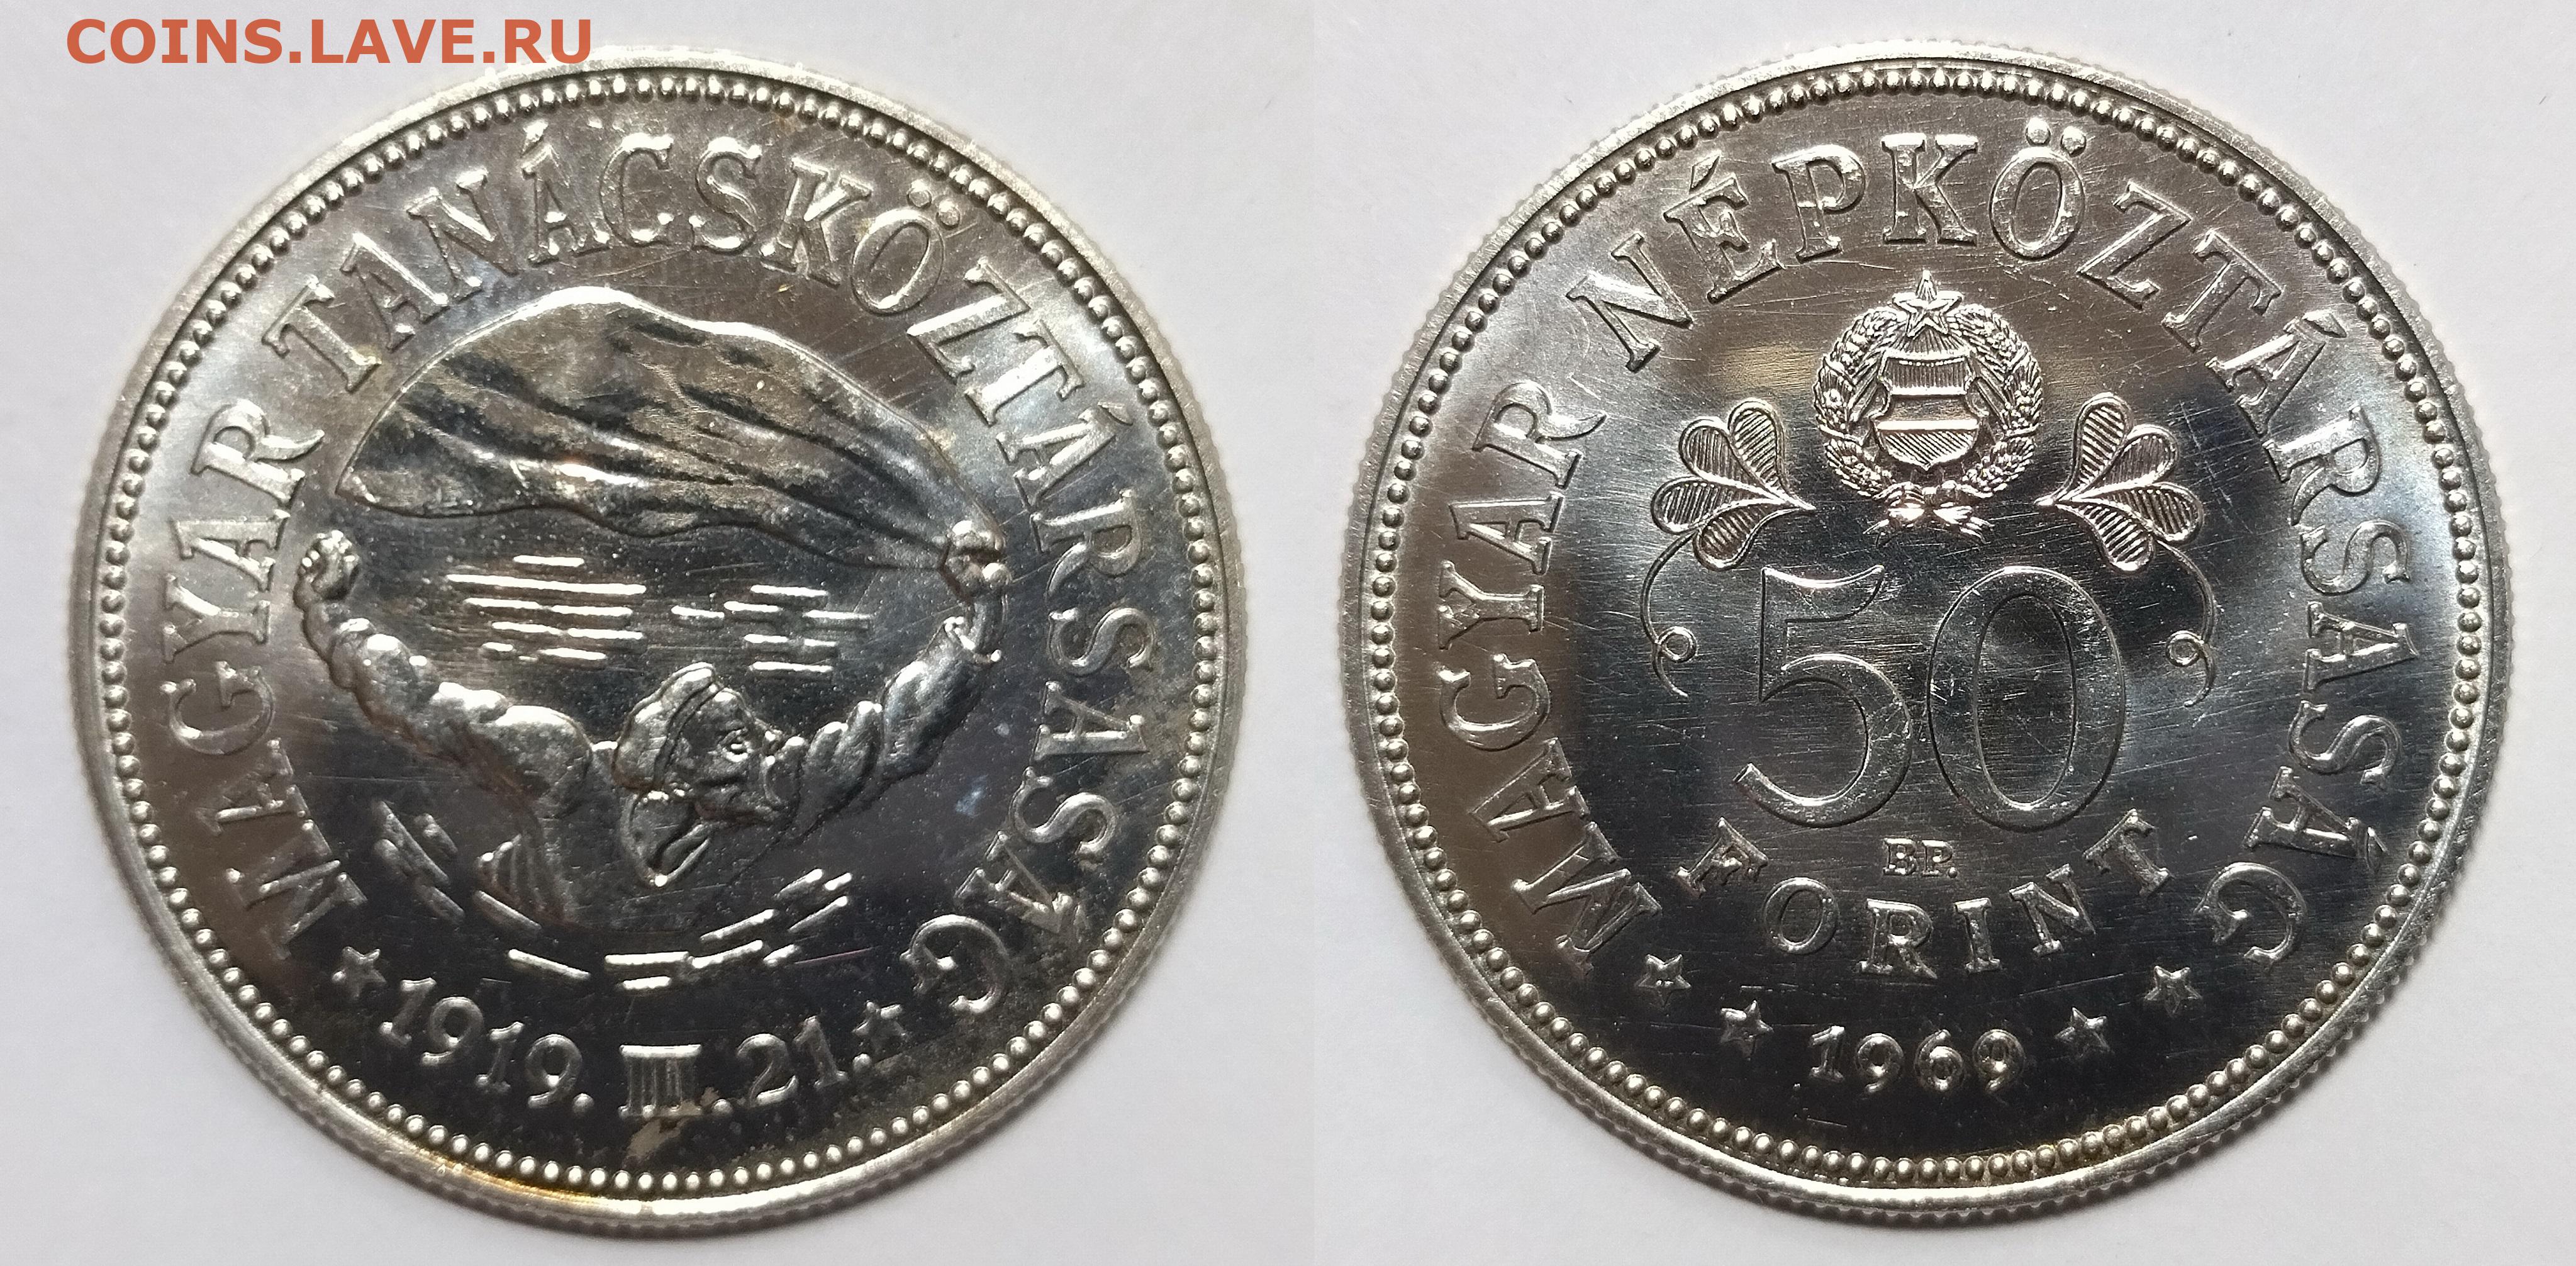 COINS.LAVE.RU
MAGYAR TANÁCSKÖZTÁRSASÁG
1919. III. 21.
MAGYAR NÉPKÖZTÁRSASÁG
50
BP.
FORINT
1969